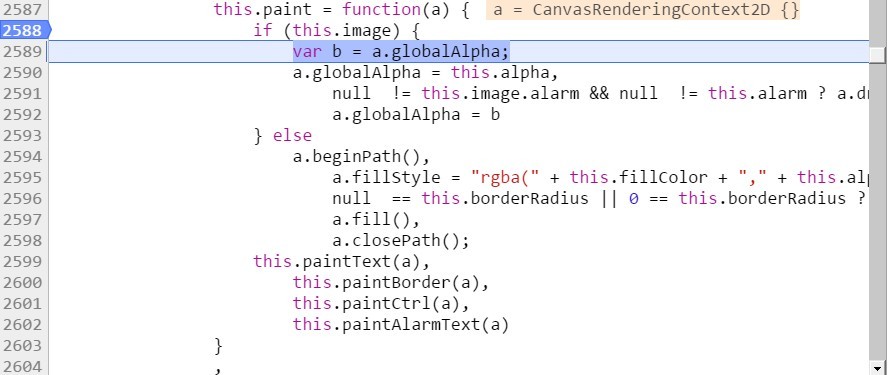 2587 this.paint = function(a) { a = CanvasRenderingContext2D {}
2588 if (this.image) {
2589 var b = a.globalAlpha;
2590 a.globalAlpha = this.alpha,
2591 null != this.image.alarm && null != this.alarm ? a.d
2592 a.globalAlpha = b
2593 } else
2594 a.beginPath(),
2595 a.fillStyle = "rgba(" + this.fillColor + "," + this.al
2596 null == this.borderRadius || 0 == this.borderRadius ?
2597 a.fill(),
2598 a.closePath();
2599 this.paintText(a),
2600 this.paintBorder(a),
2601 this.paintCtrl(a),
2602 this.paintAlarmText(a)
2603 }
2604 ,